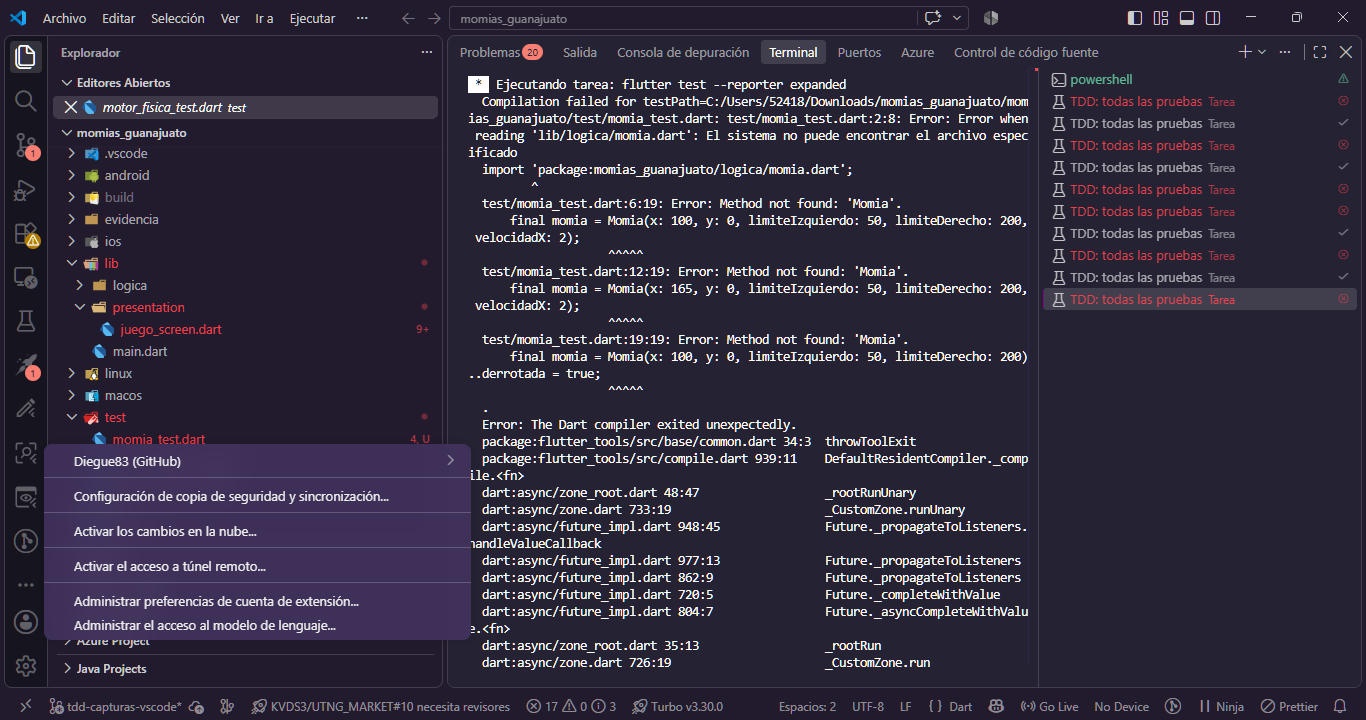 Archivo Editar Selección Ver Ir a Ejecutar ···
momias_guanajuato
Explorador
Editores Abiertos
motor_fisica_test.dart test
momias_guanajuato
.vscode
android
build
evidencia
ios
lib
logica
presentation
juego_screen.dart 9+
main.dart
linux
macos
test
momia_test.dart 4, U
1
1
Diegue83 (GitHub)
Configuración de copia de seguridad y sincronización...
Activar los cambios en la nube...
Activar el acceso a túnel remoto...
Administrar preferencias de cuenta de extensión...
Administrar el acceso al modelo de lenguaje...
Azure Project
Java Projects
Problemas 20 Salida Consola de depuración Terminal Puertos Azure Control de código fuente
* Ejecutando tarea: flutter test --reporter expanded
Compilation failed for testPath=C:/Users/52418/Downloads/momias_guanajuato/mom
ias_guanajuato/test/momia_test.dart: test/momia_test.dart:2:8: Error: Error when
reading 'lib/logica/momia.dart': El sistema no puede encontrar el archivo espec
ificado
import 'package:momias_guanajuato/logica/momia.dart';
^
test/momia_test.dart:6:19: Error: Method not found: 'Momia'.
final momia = Momia(x: 100, y: 0, limiteIzquierdo: 50, limiteDerecho: 200,
velocidadX: 2);
^^^^^
test/momia_test.dart:12:19: Error: Method not found: 'Momia'.
final momia = Momia(x: 165, y: 0, limiteIzquierdo: 50, limiteDerecho: 200,
velocidadX: 2);
^^^^^
test/momia_test.dart:19:19: Error: Method not found: 'Momia'.
final momia = Momia(x: 100, y: 0, limiteIzquierdo: 50, limiteDerecho: 200)
..derrotada = true;
^^^^^
.
Error: The Dart compiler exited unexpectedly.
package:flutter_tools/src/base/common.dart 34:3 throwToolExit
package:flutter_tools/src/compile.dart 939:11 DefaultResidentCompiler._comp
ile.<fn>
dart:async/zone_root.dart 48:47 _rootRunUnary
dart:async/zone.dart 733:19 _CustomZone.runUnary
dart:async/future_impl.dart 948:45 Future._propagateToListeners.
handleValueCallback
dart:async/future_impl.dart 977:13 Future._propagateToListeners
dart:async/future_impl.dart 862:9 Future._propagateToListeners
dart:async/future_impl.dart 720:5 Future._completeWithValue
dart:async/future_impl.dart 804:7 Future._asyncCompleteWithValu
e.<fn>
dart:async/zone_root.dart 35:13 _rootRun
dart:async/zone.dart 726:19 _CustomZone.run
powershell
TDD: todas las pruebas Tarea
TDD: todas las pruebas Tarea
TDD: todas las pruebas Tarea
TDD: todas las pruebas Tarea
TDD: todas las pruebas Tarea
TDD: todas las pruebas Tarea
TDD: todas las pruebas Tarea
TDD: todas las pruebas Tarea
TDD: todas las pruebas Tarea
TDD: todas las pruebas Tarea
tdd-capturas-vscode* KVDS3/UTNG_MARKET#10 necesita revisores 17 0 3 Turbo v3.30.0 Espacios: 2 UTF-8 LF { } Dart Go Live No Device Ninja Prettier